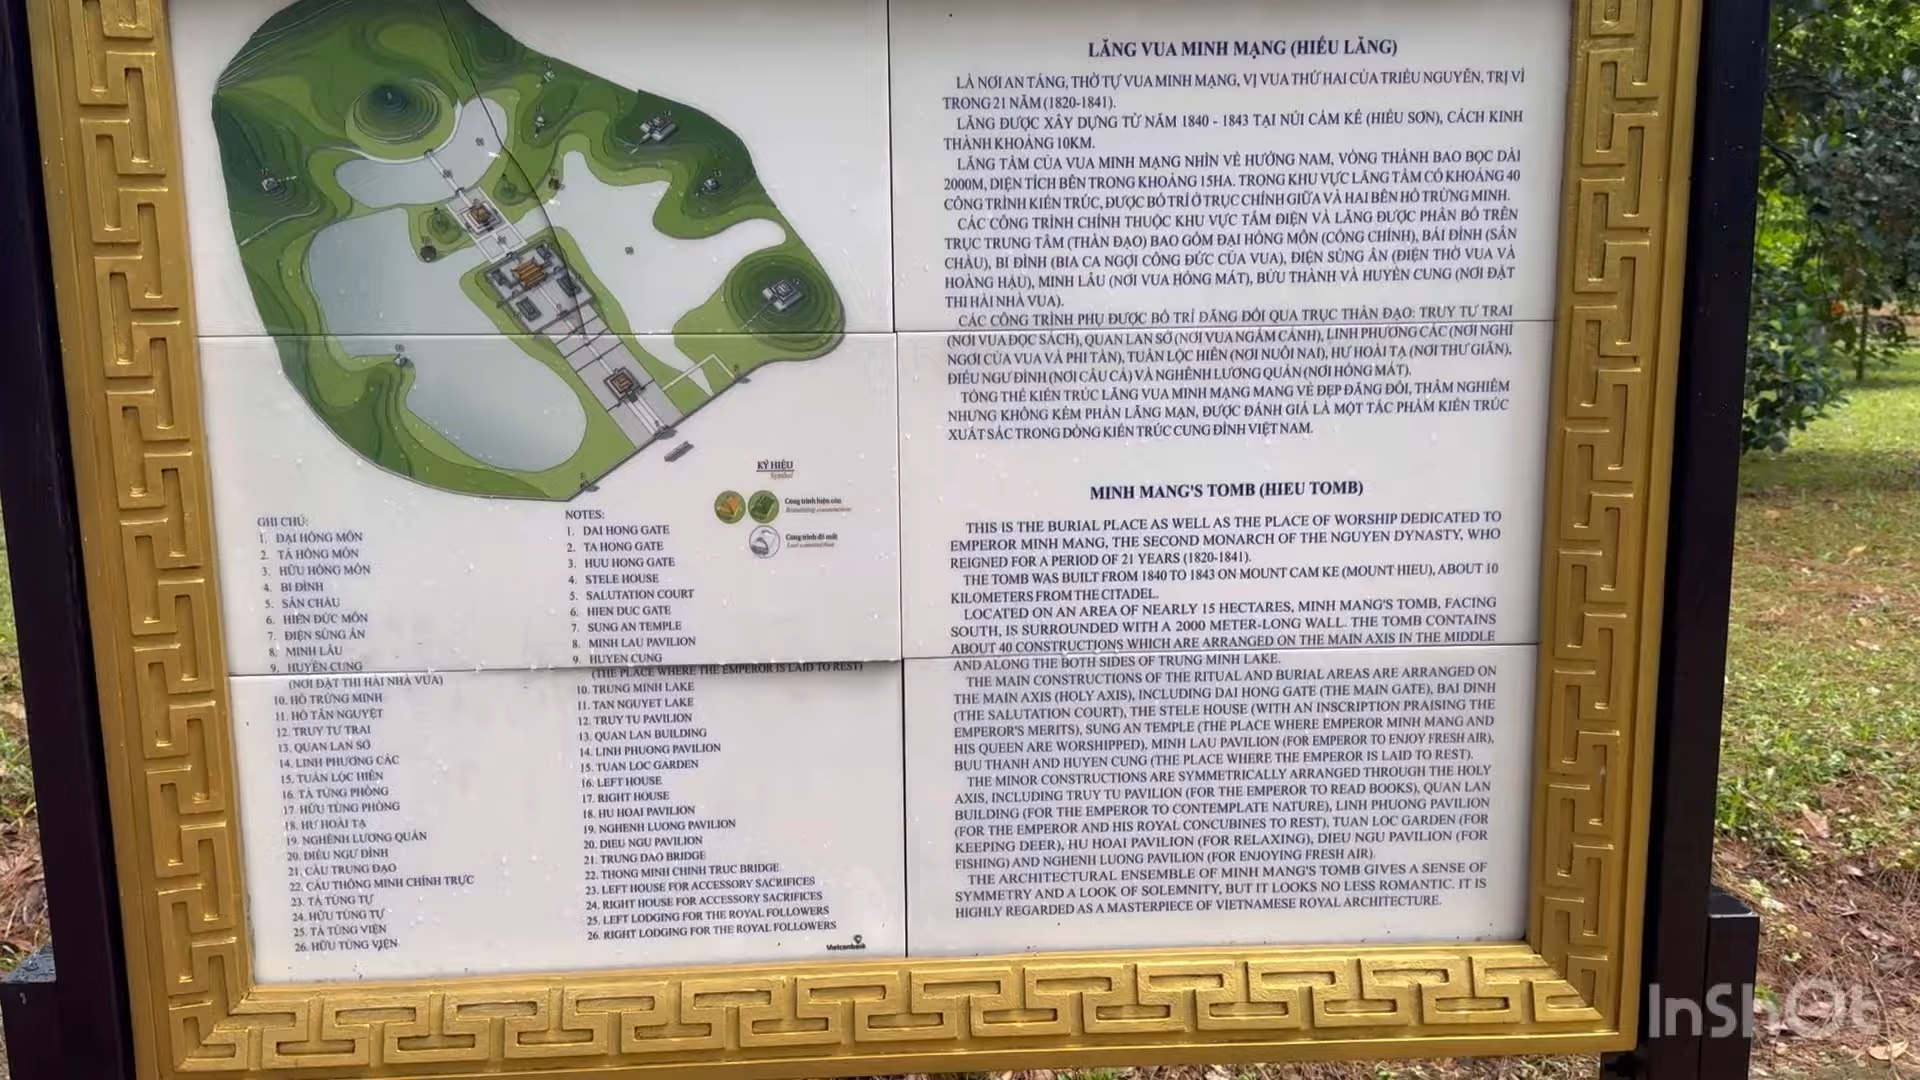 LĂNG VUA MINH MẠNG (HIẾU LĂNG)
LÀ NƠI AN TÁNG, THỜ TỰ VUA MINH MẠNG, VỊ VUA THỨ HAI CỦA TRIỀU NGUYỄN, TRỊ VÌ
TRONG 21 NĂM (1820-1841).
LĂNG ĐƯỢC XÂY DỰNG TỪ NĂM 1840 - 1843 TẠI NÚI CẨM KÊ (HIẾU SƠN), CÁCH KINH
THÀNH KHOẢNG 10KM.
LĂNG TẨM CỦA VUA MINH MẠNG NHÌN VỀ HƯỚNG NAM, VÒNG THÀNH BAO BỌC DÀI
2000M, DIỆN TÍCH BÊN TRONG KHOẢNG 15HA. TRONG KHU VỰC LĂNG TẨM CÓ KHOẢNG 40
CÔNG TRÌNH KIẾN TRÚC, ĐƯỢC BỐ TRÍ Ở TRỤC CHÍNH GIỮA VÀ HAI BÊN HỒ TRỪNG MINH.
CÁC CÔNG TRÌNH CHÍNH THUỘC KHU VỰC TẨM ĐIỆN VÀ LĂNG ĐƯỢC PHÂN BỐ TRÊN
TRỤC TRUNG TÂM (THẦN ĐẠO) BAO GỒM ĐẠI HỒNG MÔN (CỔNG CHÍNH), BÁI ĐÌNH (SÂN
CHẦU), BI ĐÌNH (BIA CA NGỢI CÔNG ĐỨC CỦA VUA), ĐIỆN SÙNG ÂN (ĐIỆN THỜ VUA VÀ
HOÀNG HẬU), MINH LÂU (NƠI VUA HÓNG MÁT), BỬU THÀNH VÀ HUYỀN CUNG (NƠI ĐẶT
THI HÀI NHÀ VUA).
CÁC CÔNG TRÌNH PHỤ ĐƯỢC BỐ TRÍ ĐĂNG ĐỐI QUA TRỤC THẦN ĐẠO: TRUY TƯ TRAI
(NƠI VUA ĐỌC SÁCH), QUAN LAN SỞ (NƠI VUA NGẮM CẢNH), LINH PHƯƠNG CÁC (NƠI NGHỈ
NGƠI CỦA VUA VÀ PHI TẦN), TUẦN LỘC HIÊN (NƠI NUÔI NAI), HƯ HOÀI TẠ (NƠI THƯ GIÃN),
ĐIẾU NGƯ ĐÌNH (NƠI CÂU CÁ) VÀ NGHÊNH LƯƠNG QUÁN (NƠI HÓNG MÁT).
TỔNG THỂ KIẾN TRÚC LĂNG VUA MINH MẠNG MANG VẺ ĐẸP ĐĂNG ĐỐI, THÂM NGHIÊM
NHƯNG KHÔNG KÉM PHẦN LÃNG MẠN, ĐƯỢC ĐÁNH GIÁ LÀ MỘT TÁC PHẨM KIẾN TRÚC
XUẤT SẮC TRONG DÒNG KIẾN TRÚC CUNG ĐÌNH VIỆT NAM.
MINH MANG'S TOMB (HIEU TOMB)
THIS IS THE BURIAL PLACE AS WELL AS THE PLACE OF WORSHIP DEDICATED TO
EMPEROR MINH MANG, THE SECOND MONARCH OF THE NGUYEN DYNASTY, WHO
REIGNED FOR A PERIOD OF 21 YEARS (1820-1841).
THE TOMB WAS BUILT FROM 1840 TO 1843 ON MOUNT CAM KE (MOUNT HIEU), ABOUT 10
KILOMETERS FROM THE CITADEL.
LOCATED ON AN AREA OF NEARLY 15 HECTARES, MINH MANG'S TOMB, FACING
SOUTH, IS SURROUNDED WITH A 2000 METER-LONG WALL. THE TOMB CONTAINS
ABOUT 40 CONSTRUCTIONS WHICH ARE ARRANGED ON THE MAIN AXIS IN THE MIDDLE
AND ALONG THE BOTH SIDES OF TRUNG MINH LAKE.
THE MAIN CONSTRUCTIONS OF THE RITUAL AND BURIAL AREAS ARE ARRANGED ON
THE MAIN AXIS (HOLY AXIS), INCLUDING DAI HONG GATE (THE MAIN GATE), BAI DINH
(THE SALUTATION COURT), THE STELE HOUSE (WITH AN INSCRIPTION PRAISING THE
EMPEROR'S MERITS), SUNG AN TEMPLE (THE PLACE WHERE EMPEROR MINH MANG AND
HIS QUEEN ARE WORSHIPPED), MINH LAU PAVILION (FOR EMPEROR TO ENJOY FRESH AIR),
BUU THANH AND HUYEN CUNG (THE PLACE WHERE THE EMPEROR IS LAID TO REST).
THE MINOR CONSTRUCTIONS ARE SYMMETRICALLY ARRANGED THROUGH THE HOLY
AXIS, INCLUDING TRUY TU PAVILION (FOR THE EMPEROR TO READ BOOKS), QUAN LAN
BUILDING (FOR THE EMPEROR TO CONTEMPLATE NATURE), LINH PHUONG PAVILION
(FOR THE EMPEROR AND HIS ROYAL CONCUBINES TO REST), TUAN LOC GARDEN (FOR
KEEPING DEER), HU HOAI PAVILION (FOR RELAXING), DIEU NGU PAVILION (FOR
FISHING) AND NGHENH LUONG PAVILION (FOR ENJOYING FRESH AIR).
THE ARCHITECTURAL ENSEMBLE OF MINH MANG'S TOMB GIVES A SENSE OF
SYMMETRY AND A LOOK OF SOLEMNITY, BUT IT LOOKS NO LESS ROMANTIC. IT IS
HIGHLY REGARDED AS A MASTERPIECE OF VIETNAMESE ROYAL ARCHITECTURE.
KÝ HIỆU
Symbol
Công trình hiện còn
Remaining construction
Công trình đã mất
Lost construction
GHI CHÚ:
1. ĐẠI HỒNG MÔN
2. TẢ HỒNG MÔN
3. HỮU HỒNG MÔN
4. BI ĐÌNH
5. SÂN CHẦU
6. HIỂN ĐỨC MÔN
7. ĐIỆN SÙNG ÂN
8. MINH LÂU
9. HUYỀN CUNG
(NƠI ĐẶT THI HÀI NHÀ VUA)
10. HỒ TRỪNG MINH
11. HỒ TÂN NGUYỆT
12. TRUY TƯ TRAI
13. QUAN LAN SỞ
14. LINH PHƯƠNG CÁC
15. TUẦN LỘC HIÊN
16. TẢ TÙNG PHÒNG
17. HỮU TÙNG PHÒNG
18. HƯ HOÀI TẠ
19. NGHÊNH LƯƠNG QUÁN
20. ĐIẾU NGƯ ĐÌNH
21. CẦU TRUNG ĐẠO
22. CẦU THÔNG MINH CHÍNH TRỰC
23. TẢ TÙNG TỰ
24. HỮU TÙNG TỰ
25. TẢ TÙNG VIỆN
26. HỮU TÙNG VIỆN
NOTES:
1. DAI HONG GATE
2. TA HONG GATE
3. HUU HONG GATE
4. STELE HOUSE
5. SALUTATION COURT
6. HIEN DUC GATE
7. SUNG AN TEMPLE
8. MINH LAU PAVILION
9. HUYEN CUNG
(THE PLACE WHERE THE EMPEROR IS LAID TO REST)
10. TRUNG MINH LAKE
11. TAN NGUYET LAKE
12. TRUY TU PAVILION
13. QUAN LAN BUILDING
14. LINH PHUONG PAVILION
15. TUAN LOC GARDEN
16. LEFT HOUSE
17. RIGHT HOUSE
18. HU HOAI PAVILION
19. NGHENH LUONG PAVILION
20. DIEU NGU PAVILION
21. TRUNG DAO BRIDGE
22. THONG MINH CHINH TRUC BRIDGE
23. LEFT HOUSE FOR ACCESSORY SACRIFICES
24. RIGHT HOUSE FOR ACCESSORY SACRIFICES
25. LEFT LODGING FOR THE ROYAL FOLLOWERS
26. RIGHT LODGING FOR THE ROYAL FOLLOWERS
Vietcombank
InShOt